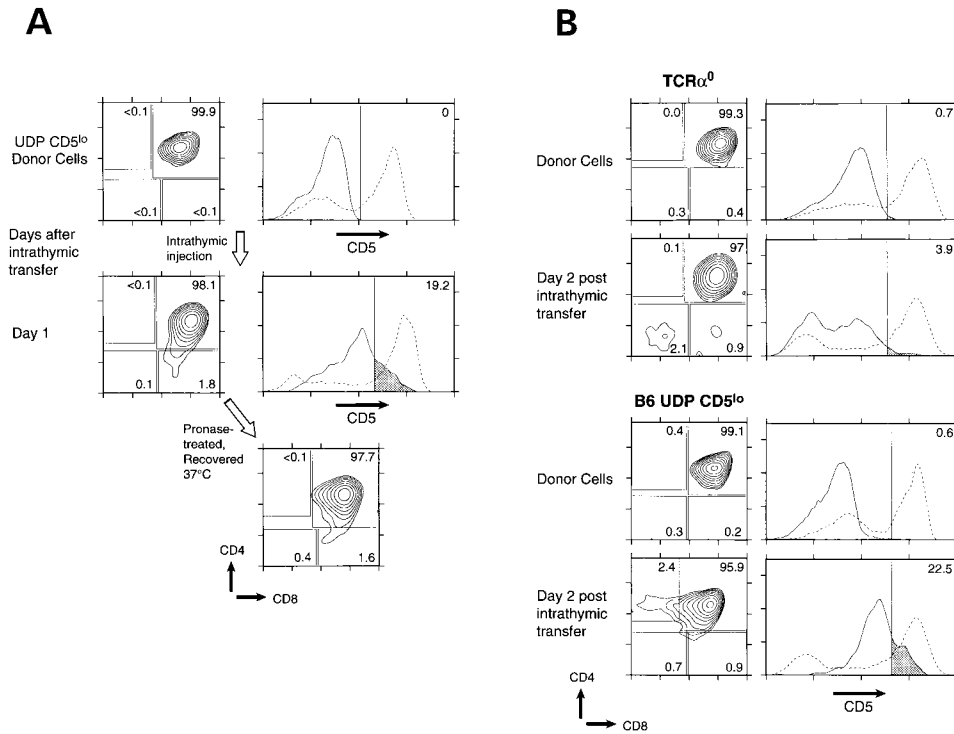 A
UDP CD5lo
Donor Cells
<0.1
99.9
<0.1
<0.1
0
CD5
Days after
intrathymic
transfer
Intrathymic
injection
Day 1
<0.1
98.1
0.1
1.8
19.2
CD5
Pronase-
treated,
Recovered
37°C
<0.1
97.7
0.4
1.6
CD4
CD8
B
TCRα0
Donor Cells
0.0
99.3
0.3
0.4
0.7
Day 2 post
intrathymic
transfer
0.1
97
2.1
0.9
3.9
B6 UDP CD5lo
Donor Cells
0.4
99.1
0.3
0.2
0.6
Day 2 post
intrathymic
transfer
2.4
95.9
0.7
0.9
22.5
CD4
CD8
CD5